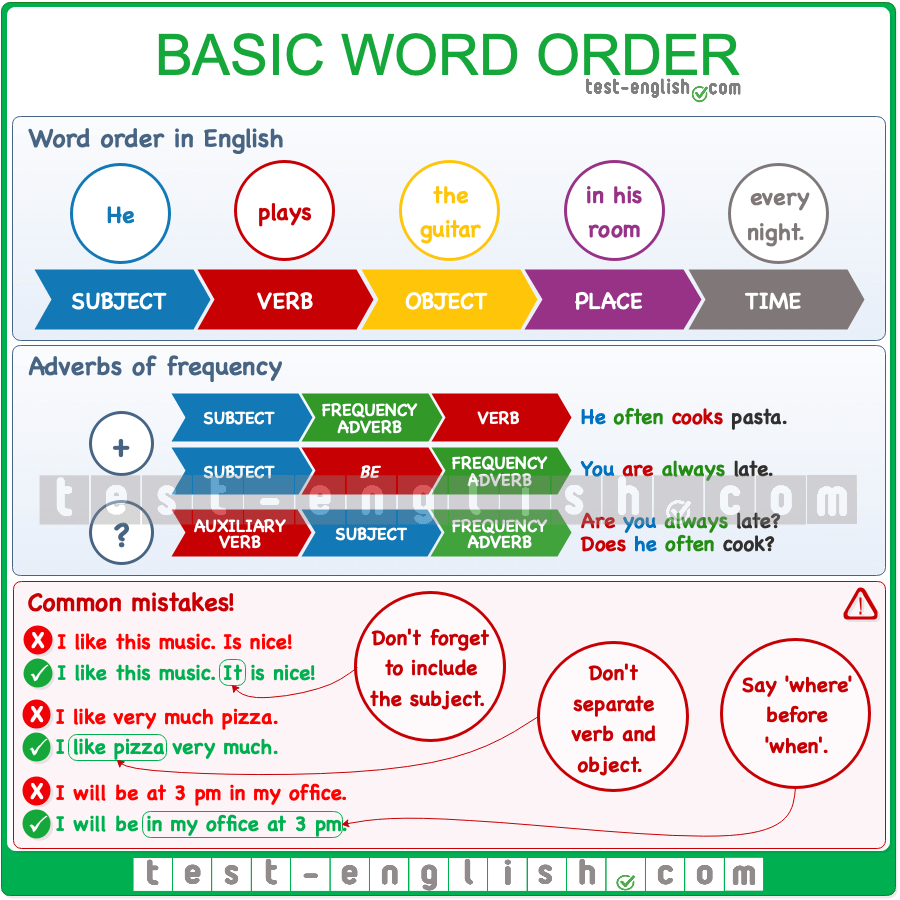 BASIC WORD ORDER
test-english.com
Word order in English
He
plays
the
guitar
in his
room
every
night.
SUBJECT
VERB
OBJECT
PLACE
TIME
Adverbs of frequency
+
SUBJECT
FREQUENCY
ADVERB
VERB
He often cooks pasta.
SUBJECT
BE
FREQUENCY
ADVERB
You are always late.
test-english.com
?
AUXILIARY
VERB
SUBJECT
FREQUENCY
ADVERB
Are you always late?
Does he often cook?
Common mistakes!
I like this music. Is nice!
I like this music. It is nice!
Don't forget
to include
the subject.
I like very much pizza.
I like pizza very much.
Don't
separate
verb and
object.
I will be at 3 pm in my office.
I will be in my office at 3 pm.
Say 'where'
before
'when'.
test-english.com